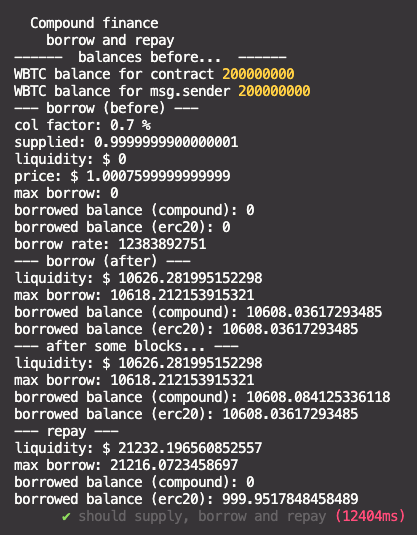 Compound finance
borrow and repay
------ balances before... ------
WBTC balance for contract 200000000
WBTC balance for msg.sender 200000000
--- borrow (before) ---
col factor: 0.7 %
supplied: 0.9999999900000001
liquidity: $ 0
price: $ 1.0007599999999999
max borrow: 0
borrowed balance (compound): 0
borrowed balance (erc20): 0
borrow rate: 12383892751
--- borrow (after) ---
liquidity: $ 10626.281995152298
max borrow: 10618.212153915321
borrowed balance (compound): 10608.03617293485
borrowed balance (erc20): 10608.03617293485
--- after some blocks... ---
liquidity: $ 10626.281995152298
max borrow: 10618.212153915321
borrowed balance (compound): 10608.084125336118
borrowed balance (erc20): 10608.03617293485
--- repay ---
liquidity: $ 21232.196560852557
max borrow: 21216.0723458697
borrowed balance (compound): 0
borrowed balance (erc20): 999.9517848458489
✔ should supply, borrow and repay (12404ms)